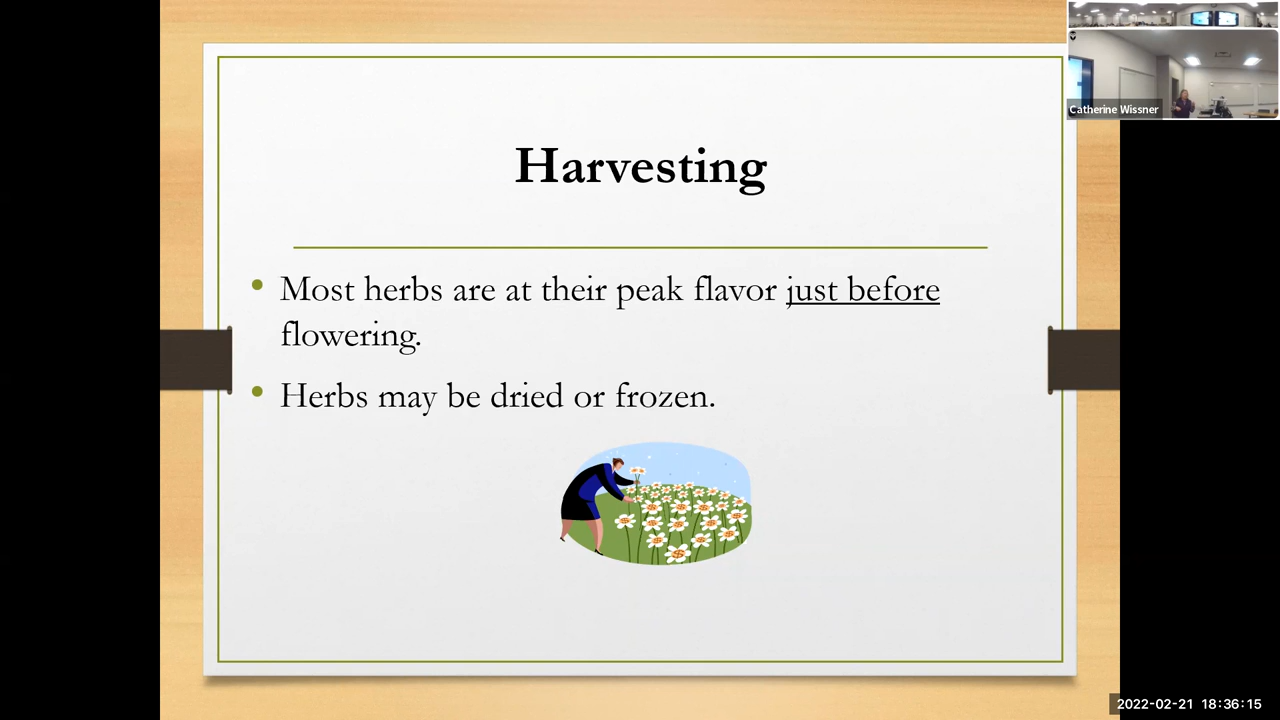 Catherine Wissner
Harvesting
• Most herbs are at their peak flavor just before
flowering.
• Herbs may be dried or frozen.
2022-02-21 18:36:15